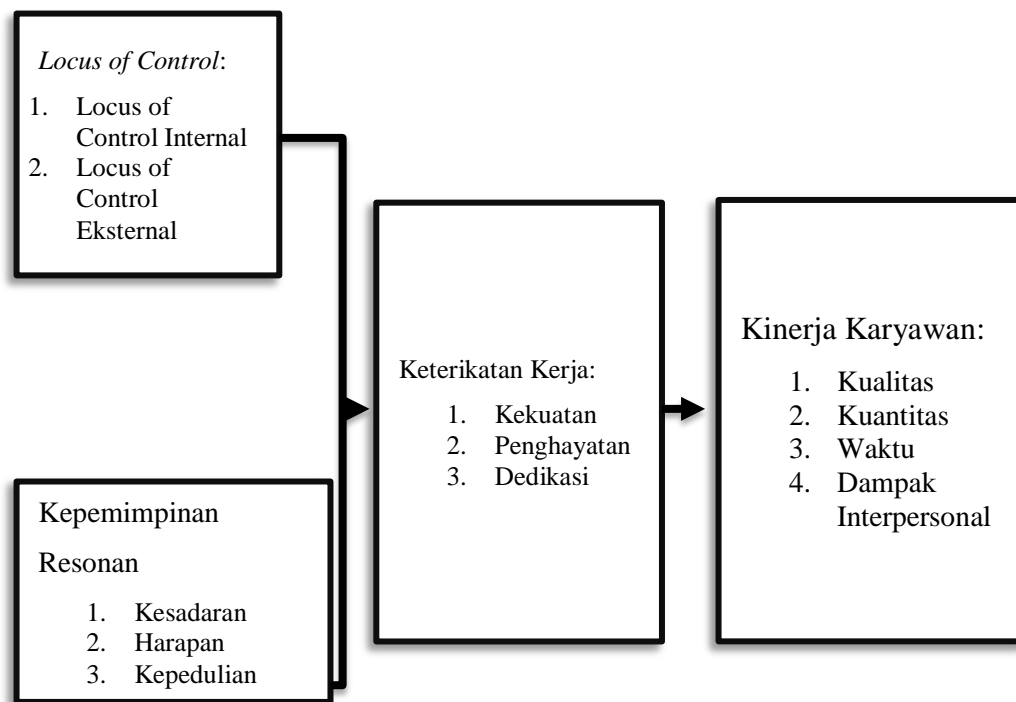 Locus of Control:
1. Locus of
Control Internal
2. Locus of
Control
Eksternal
Kepemimpinan
Resonan
1. Kesadaran
2. Harapan
3. Kepedulian
Keterikatan Kerja:
1. Kekuatan
2. Penghayatan
3. Dedikasi
Kinerja Karyawan:
1. Kualitas
2. Kuantitas
3. Waktu
4. Dampak
Interpersonal